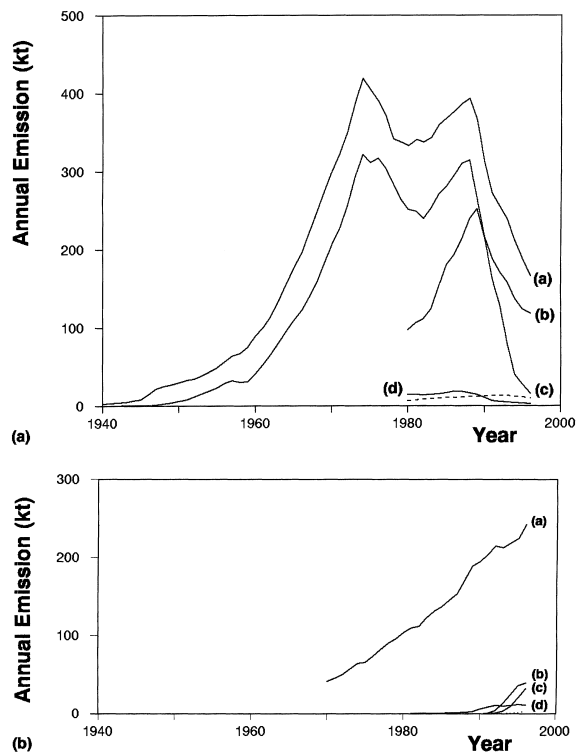 Annual Emission (kt)
500
400
300
200
100
0
(a)
(b)
(c)
(d)
1940
1960
1980
2000
(a)
Year
Annual Emission (kt)
300
200
100
0
(a)
(b)
(c)
(d)
1940
1960
1980
2000
(b)
Year